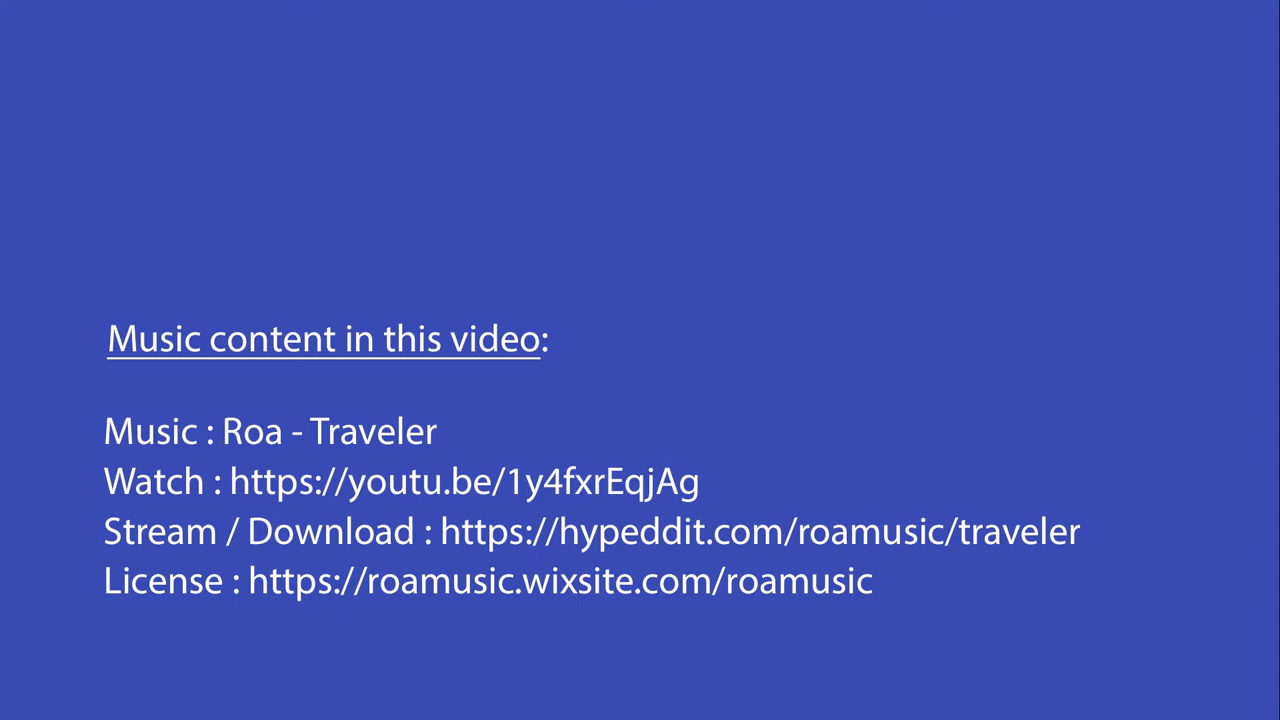 Music content in this video:
Music : Roa - Traveler
Watch : https://youtu.be/1y4fxrEqjAg
Stream / Download : https://hypeddit.com/roamusic/traveler
License : https://roamusic.wixsite.com/roamusic